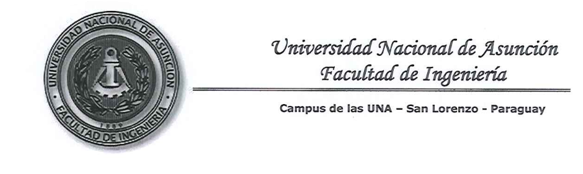 UNIVERSIDAD NACIONAL DE ASUNCION
FACULTAD DE INGENIERIA
Universidad Nacional de Asunción
Facultad de Ingeniería
Campus de las UNA – San Lorenzo - Paraguay